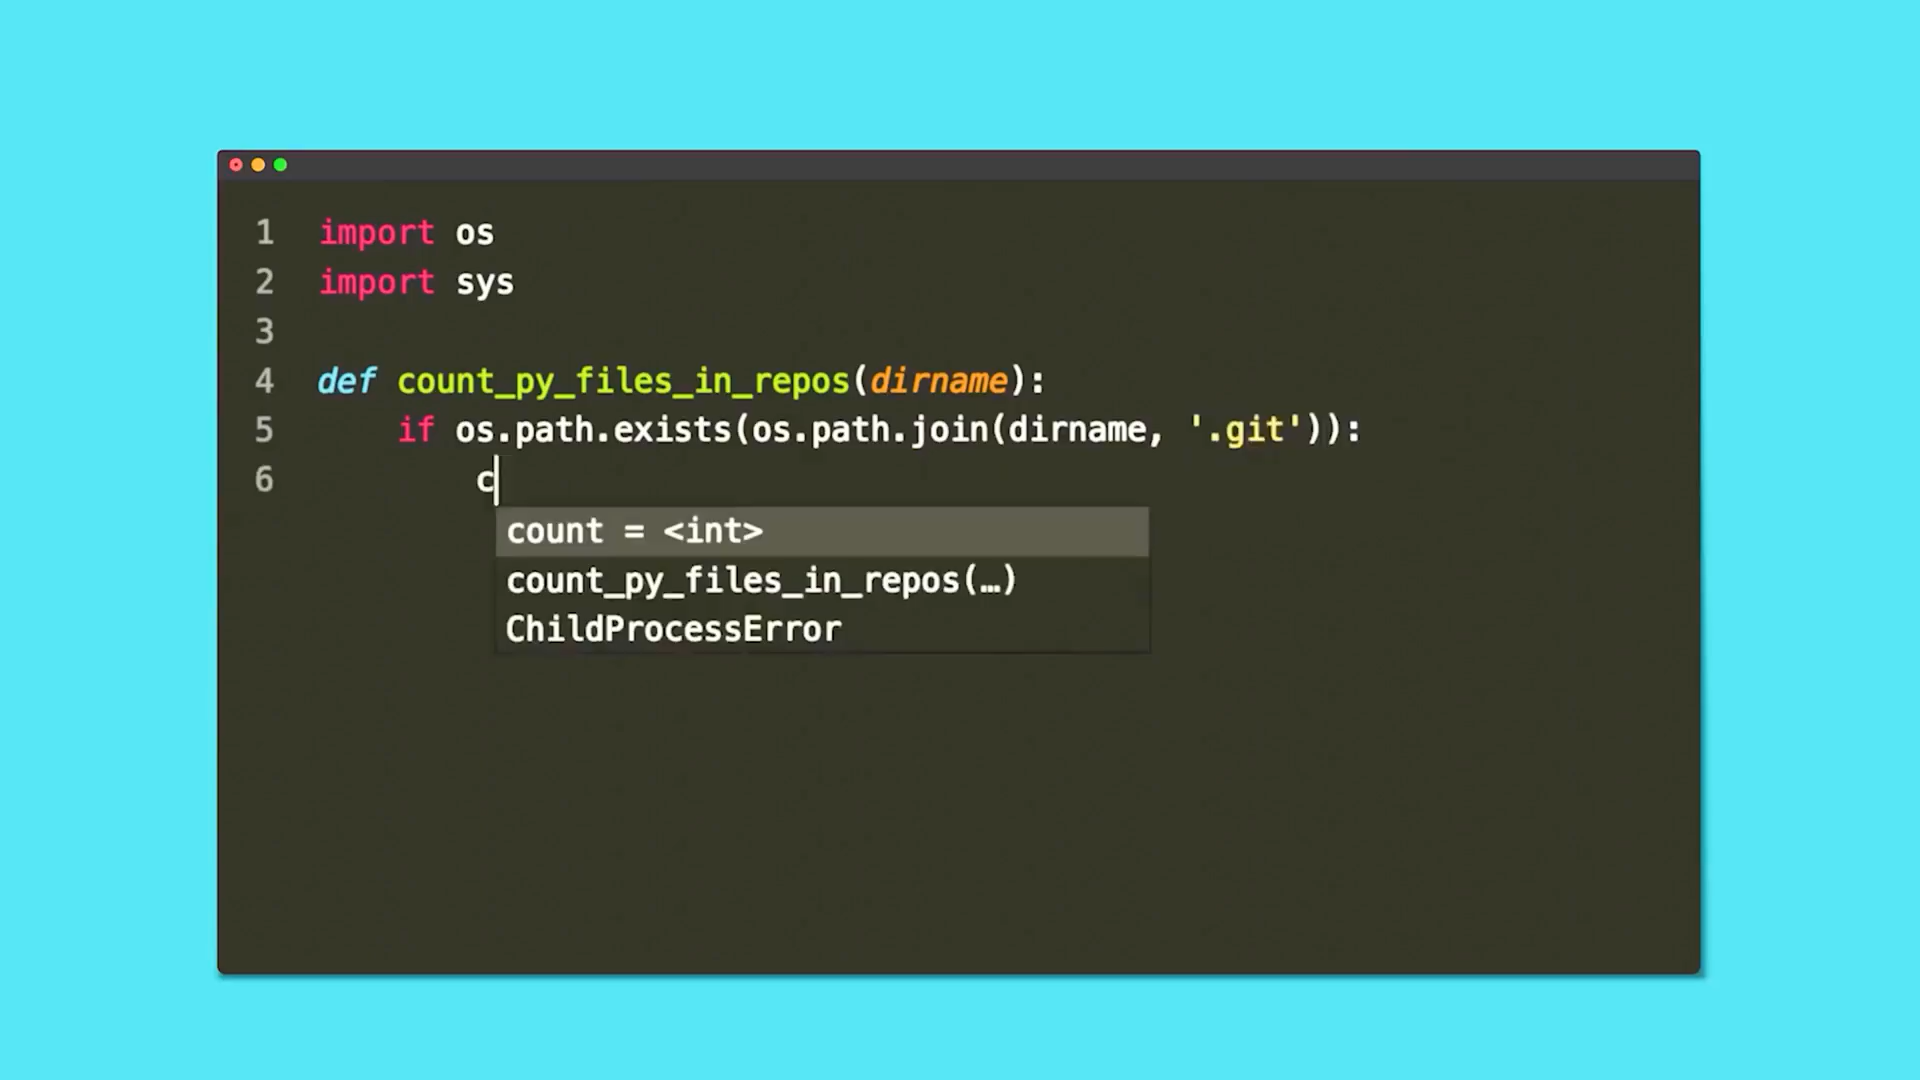 1 import os
2 import sys
3
4 def count_py_files_in_repos(dirname):
5 if os.path.exists(os.path.join(dirname, '.git')):
6 c
count = <int>
count_py_files_in_repos(…)
ChildProcessError